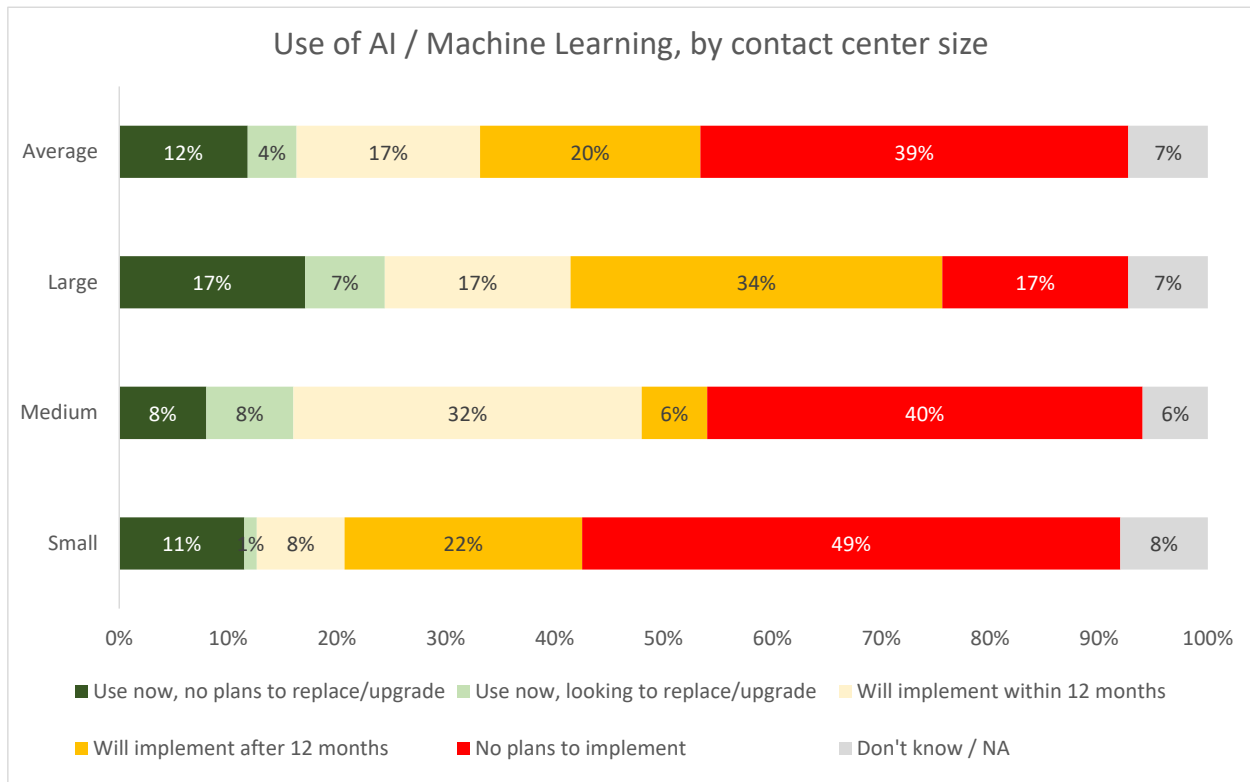 Use of AI / Machine Learning, by contact center size
Average
12% 4% 17% 20% 39% 7%
Large
17% 7% 17% 34% 17% 7%
Medium
8% 8% 32% 6% 40% 6%
Small
11% 1% 8% 22% 49% 8%
0% 10% 20% 30% 40% 50% 60% 70% 80% 90% 100%
Use now, no plans to replace/upgrade Use now, looking to replace/upgrade Will implement within 12 months
Will implement after 12 months No plans to implement Don't know / NA